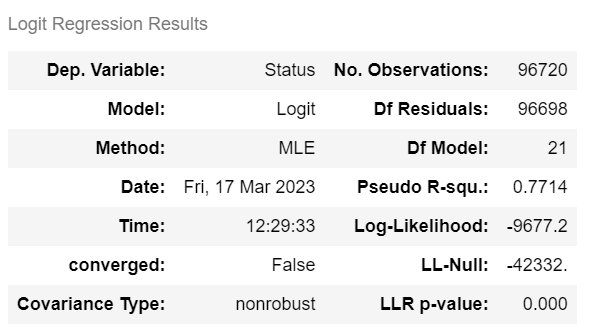 Logit Regression Results
Dep. Variable: Status No. Observations: 96720
Model: Logit Df Residuals: 96698
Method: MLE Df Model: 21
Date: Fri, 17 Mar 2023 Pseudo R-squ.: 0.7714
Time: 12:29:33 Log-Likelihood: -9677.2
converged: False LL-Null: -42332.
Covariance Type: nonrobust LLR p-value: 0.000